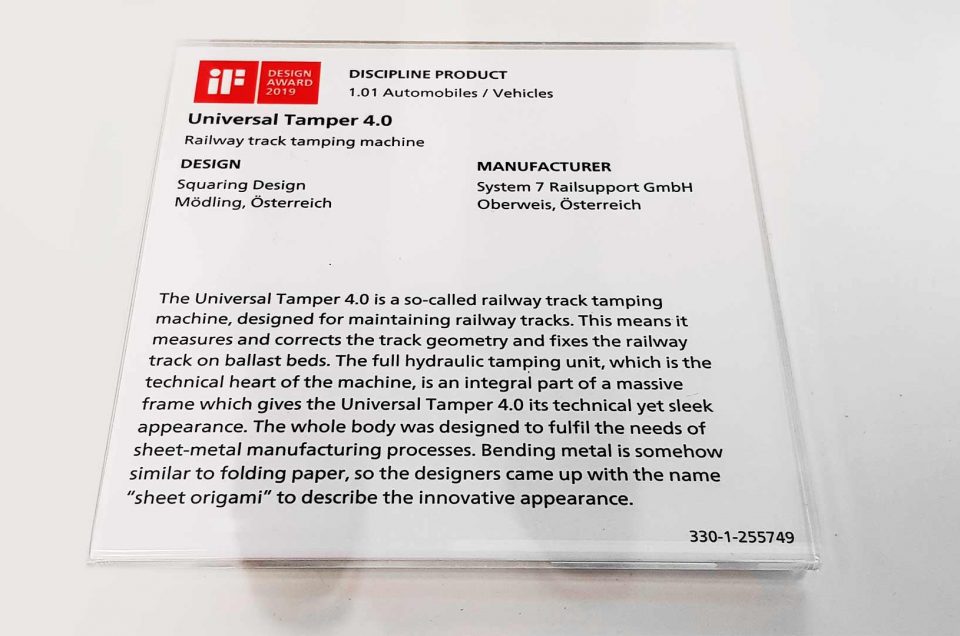 iF DESIGN
AWARD
2019
DISCIPLINE PRODUCT
1.01 Automobiles / Vehicles
Universal Tamper 4.0
Railway track tamping machine
DESIGN
Squaring Design
Mödling, Österreich
MANUFACTURER
System 7 Railsupport GmbH
Oberweis, Österreich
The Universal Tamper 4.0 is a so-called railway track tamping
machine, designed for maintaining railway tracks. This means it
measures and corrects the track geometry and fixes the railway
track on ballast beds. The full hydraulic tamping unit, which is the
technical heart of the machine, is an integral part of a massive
frame which gives the Universal Tamper 4.0 its technical yet sleek
appearance. The whole body was designed to fulfil the needs of
sheet-metal manufacturing processes. Bending metal is somehow
similar to folding paper, so the designers came up with the name
“sheet origami” to describe the innovative appearance.
330-1-255749